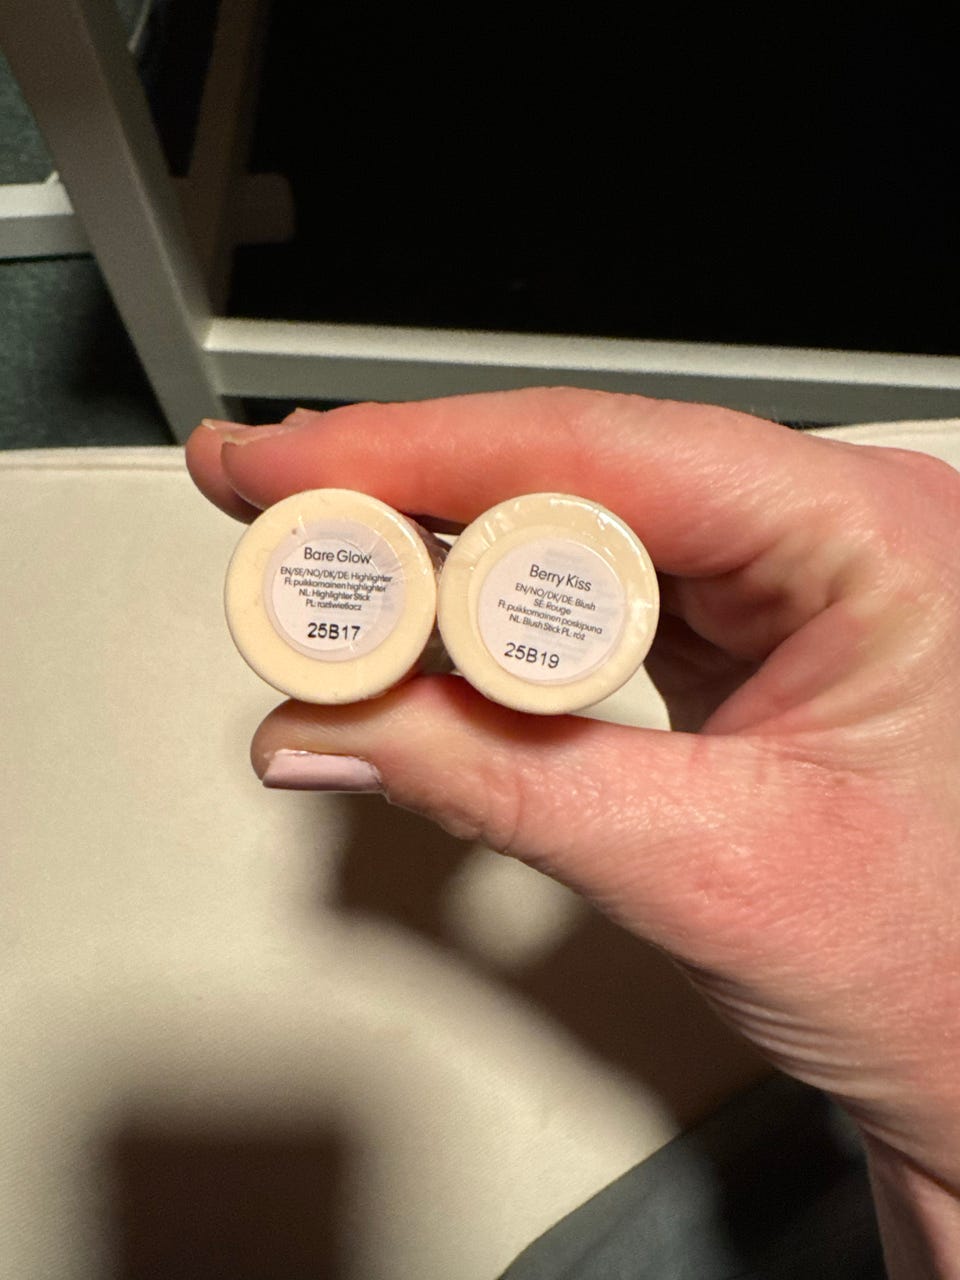 Bare Glow
EN/SE/NO/DK/DE: Highlighter
FI: puikkomainen highlighter
NL: Highlighter Stick
PL: rozświetlacz
25B17
Berry Kiss
EN/NO/DK/DE: Blush
SE: Rouge
FI: puikkomainen poskipuna
NL: Blush Stick PL: róż
25B19